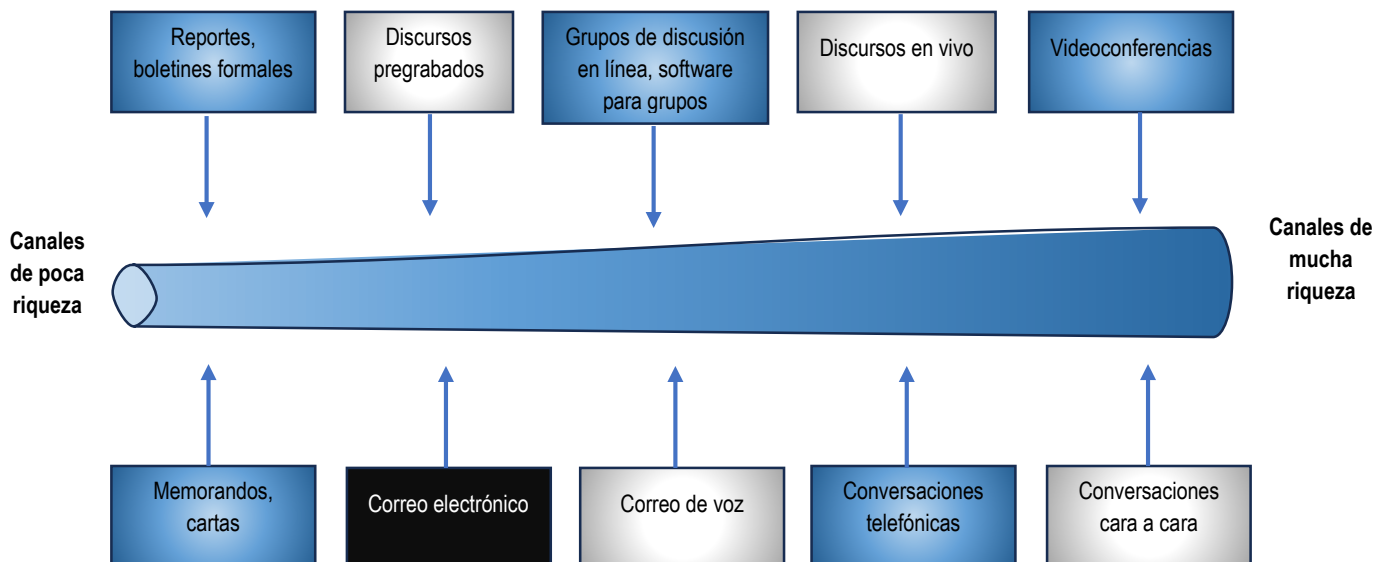 Reportes,
boletines formales
Discursos
pregrabados
Grupos de discusión
en línea, software
para grupos
Discursos en vivo
Videoconferencias
Canales
de poca
riqueza
Canales de
mucha
riqueza
Memorandos,
cartas
Correo electrónico
Correo de voz
Conversaciones
telefónicas
Conversaciones
cara a cara